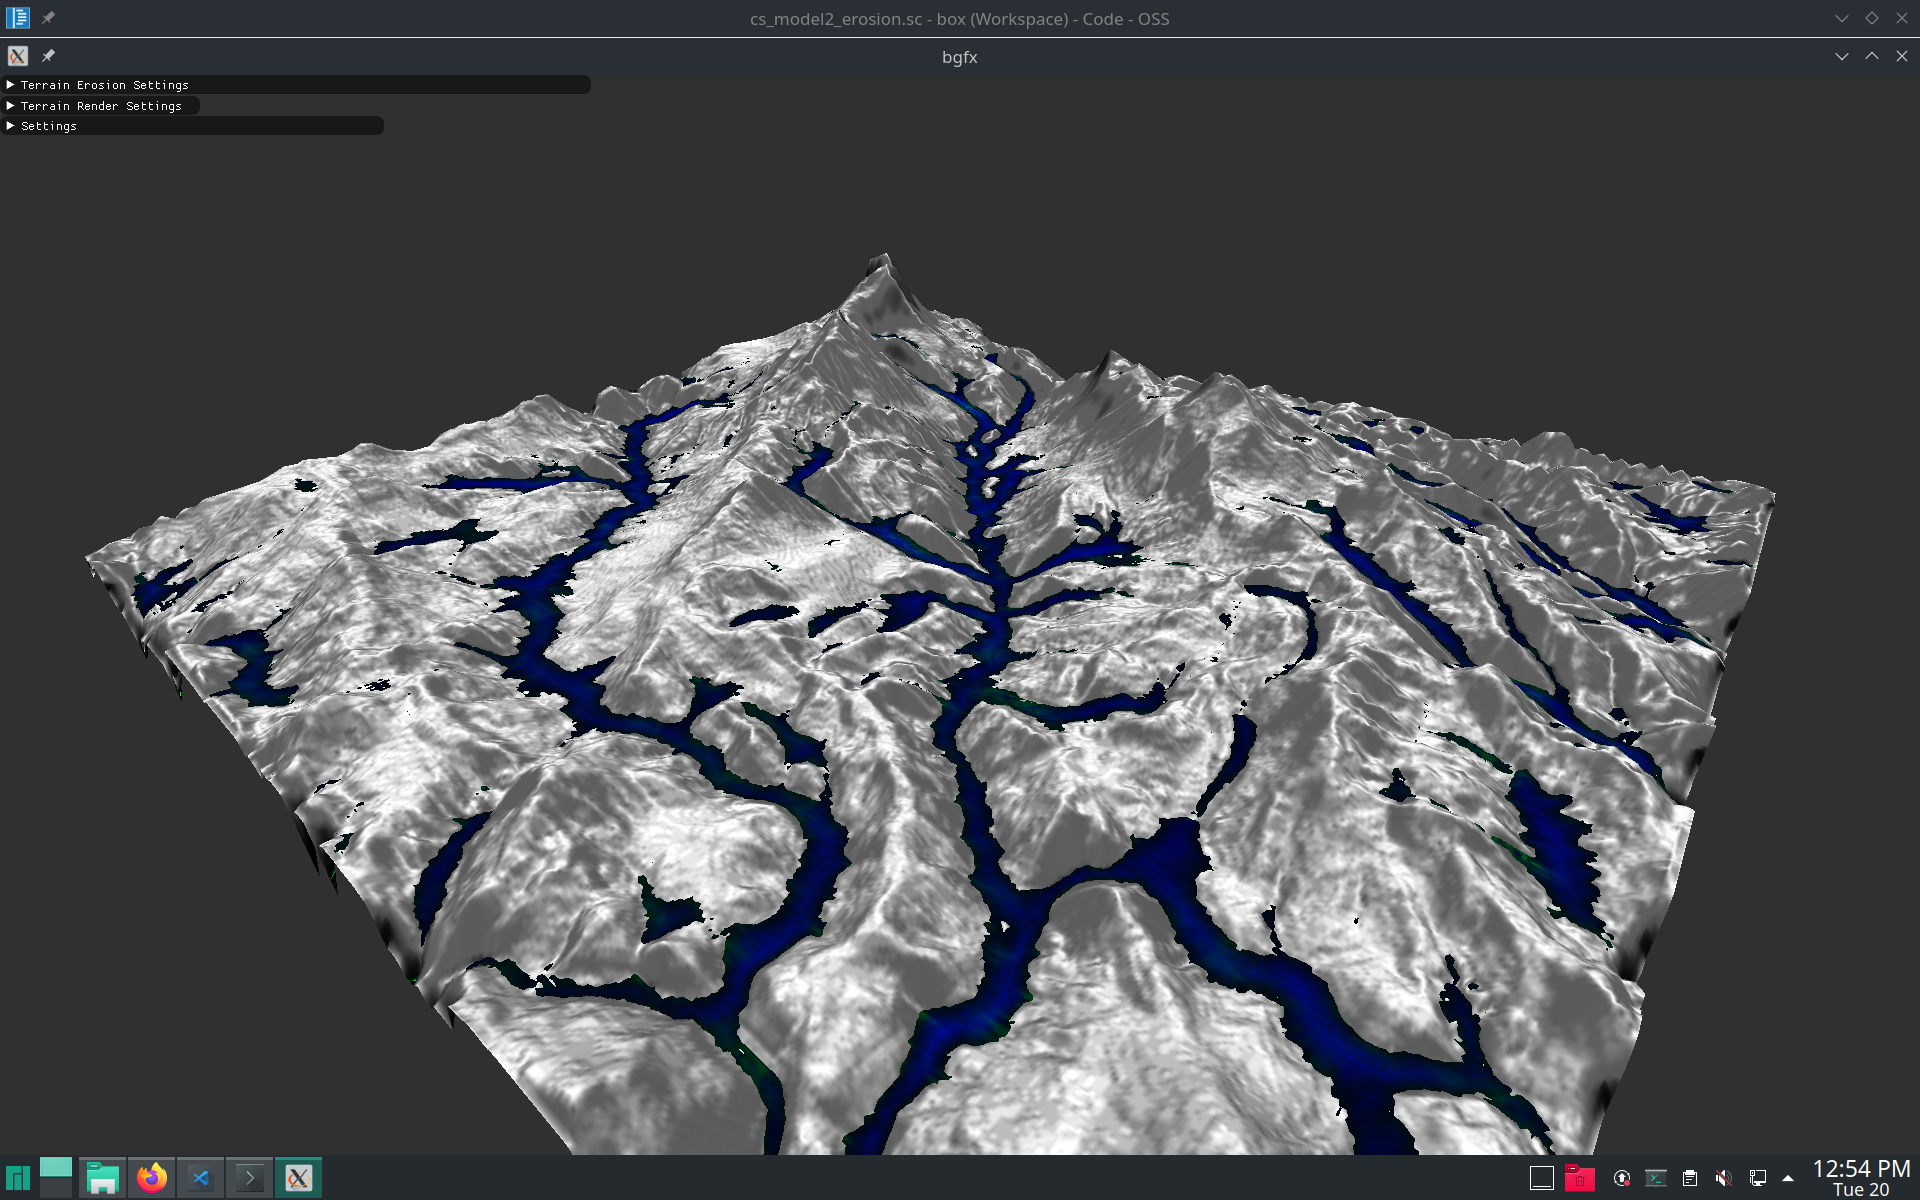 cs_model2_erosion.sc - box (Workspace) - Code - OSS
bgfx
Terrain Erosion Settings
Terrain Render Settings
Settings
12:54 PM
Tue 20